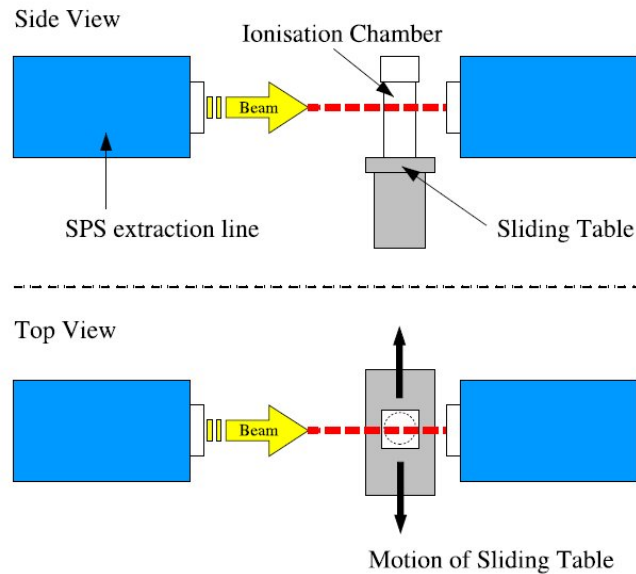 Side View
Ionisation Chamber
Beam
SPS extraction line
Sliding Table
Top View
Beam
Motion of Sliding Table